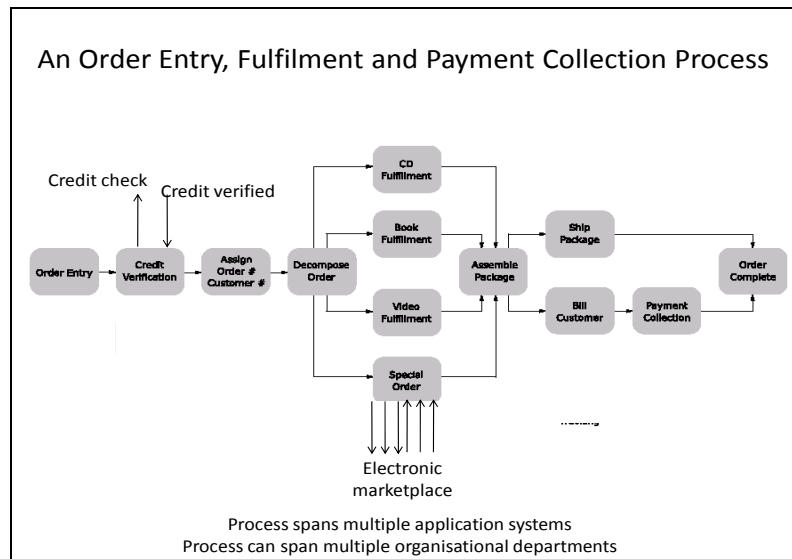 An Order Entry, Fulfilment and Payment Collection Process
Credit check
Credit verified
CD
Fulfillment
Book
Fulfillment
Ship
Package
Order Entry
Credit
Verification
Assign
Order #
Customer #
Decompose
Order
Assemble
Package
Order
Complete
Video
Fulfillment
Bill
Customer
Payment
Collection
Special
Order
Electronic
marketplace
Process spans multiple application systems
Process can span multiple organisational departments